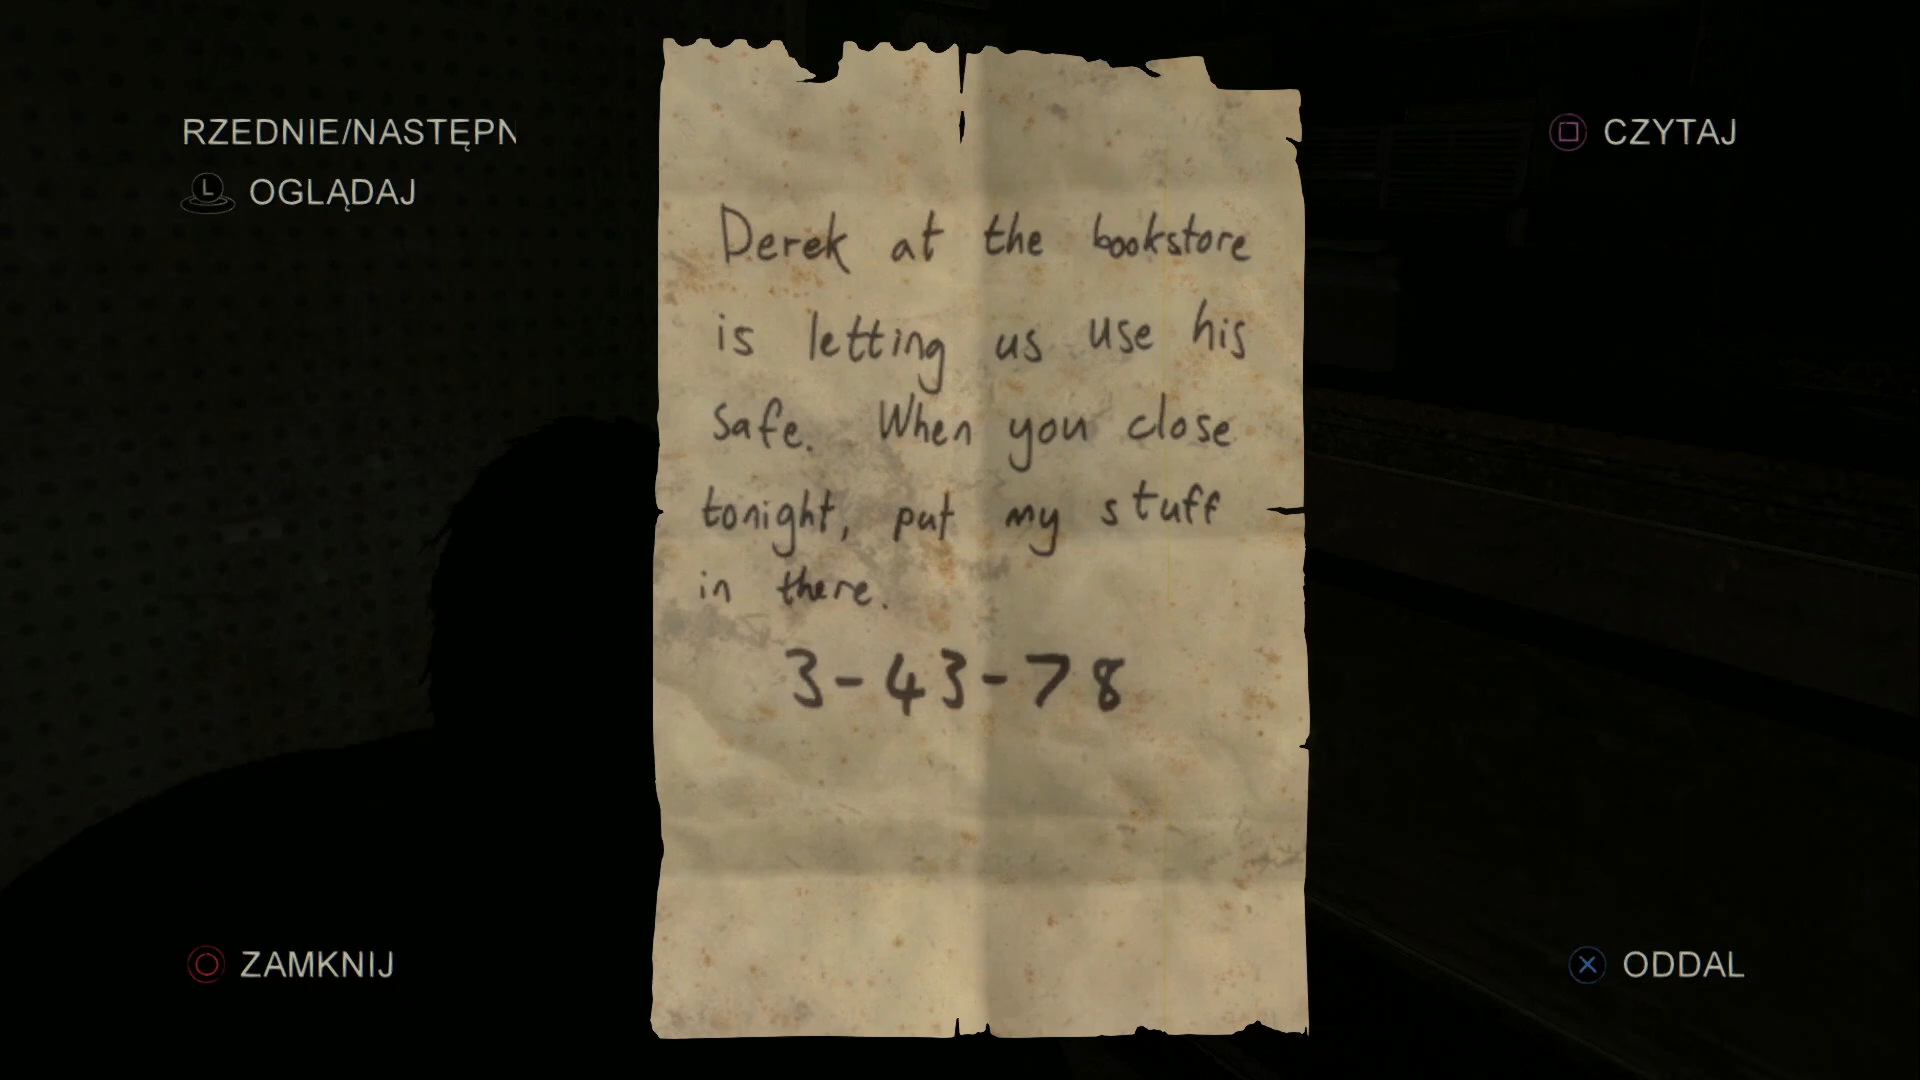 RZEDNIE/NASTĘPN
L OGLĄDAJ
CZYTAJ
Derek at the bookstore
is letting us use his
safe. When you close
tonight, put my stuff
in there.
3-43-78
ZAMKNIJ
ODDAL